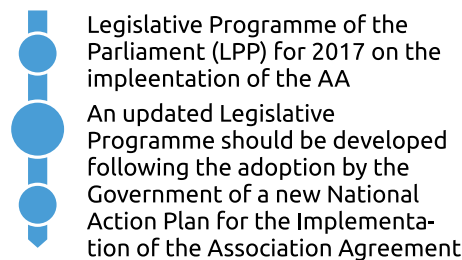 Legislative Programme of the
Parliament (LPP) for 2017 on the
impleentation of the AA
An updated Legislative
Programme should be developed
following the adoption by the
Government of a new National
Action Plan for the Implementa-
tion of the Association Agreement